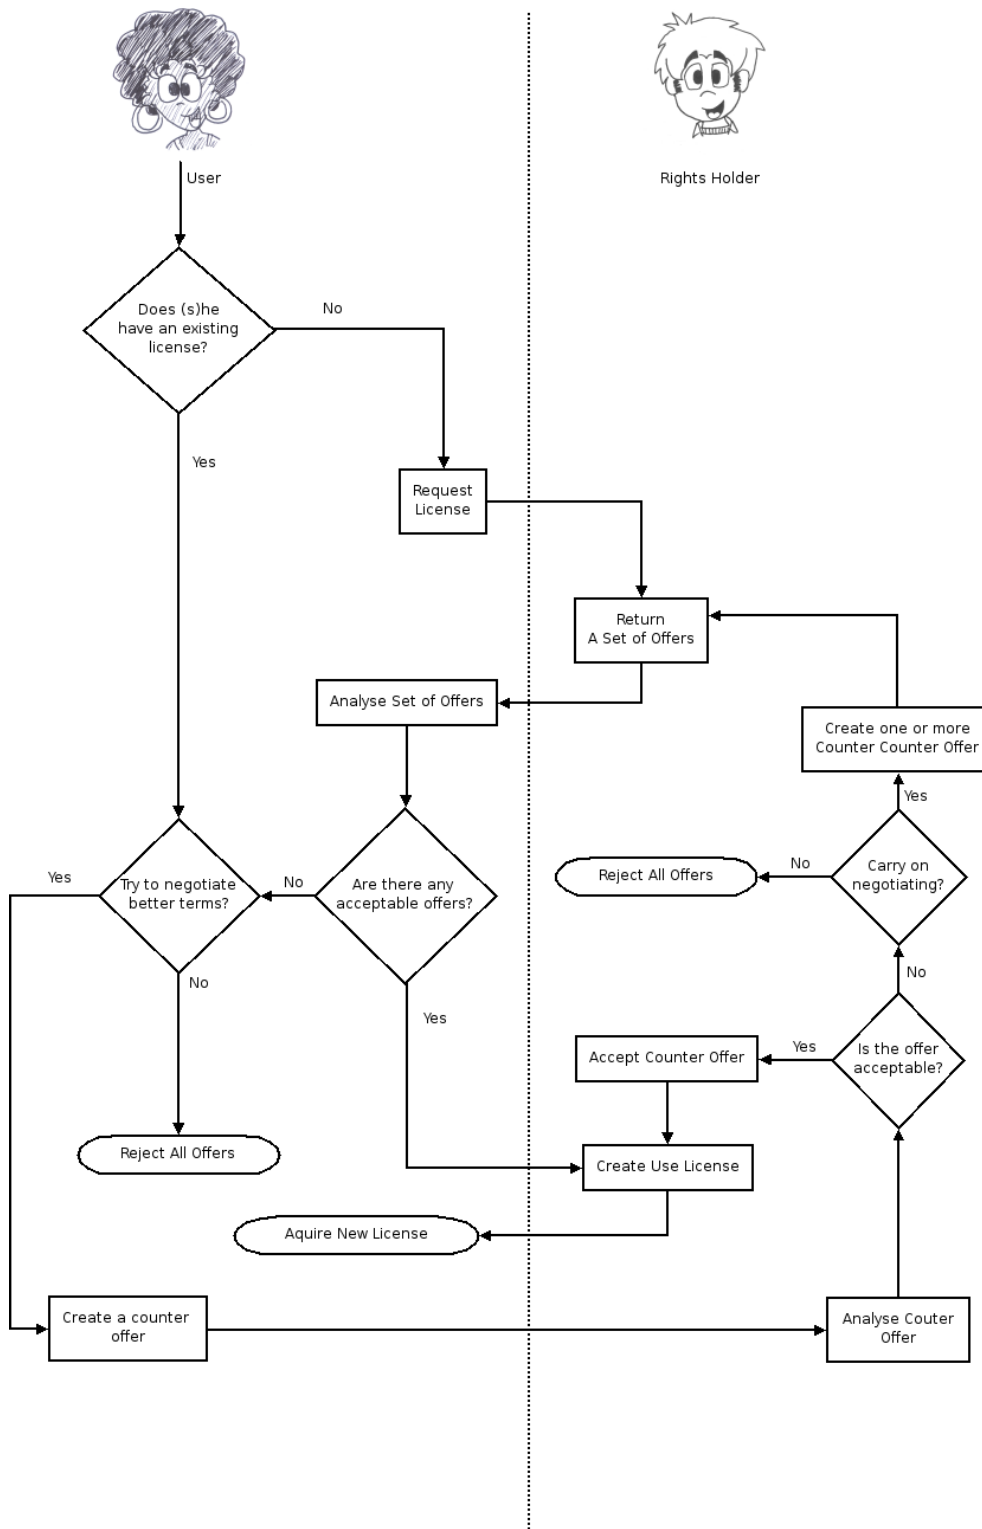 User
Rights Holder
Does (s)he
have an existing
license?
No
Yes
Request
License
Return
A Set of Offers
Analyse Set of Offers
Create one or more
Counter Counter Offer
Yes
Carry on
negotiating?
No
Reject All Offers
Are there any
acceptable offers?
No
Try to negotiate
better terms?
Yes
No
Yes
No
Is the offer
acceptable?
Yes
Accept Counter Offer
Create Use License
Reject All Offers
Aquire New License
Create a counter
offer
Analyse Couter
Offer